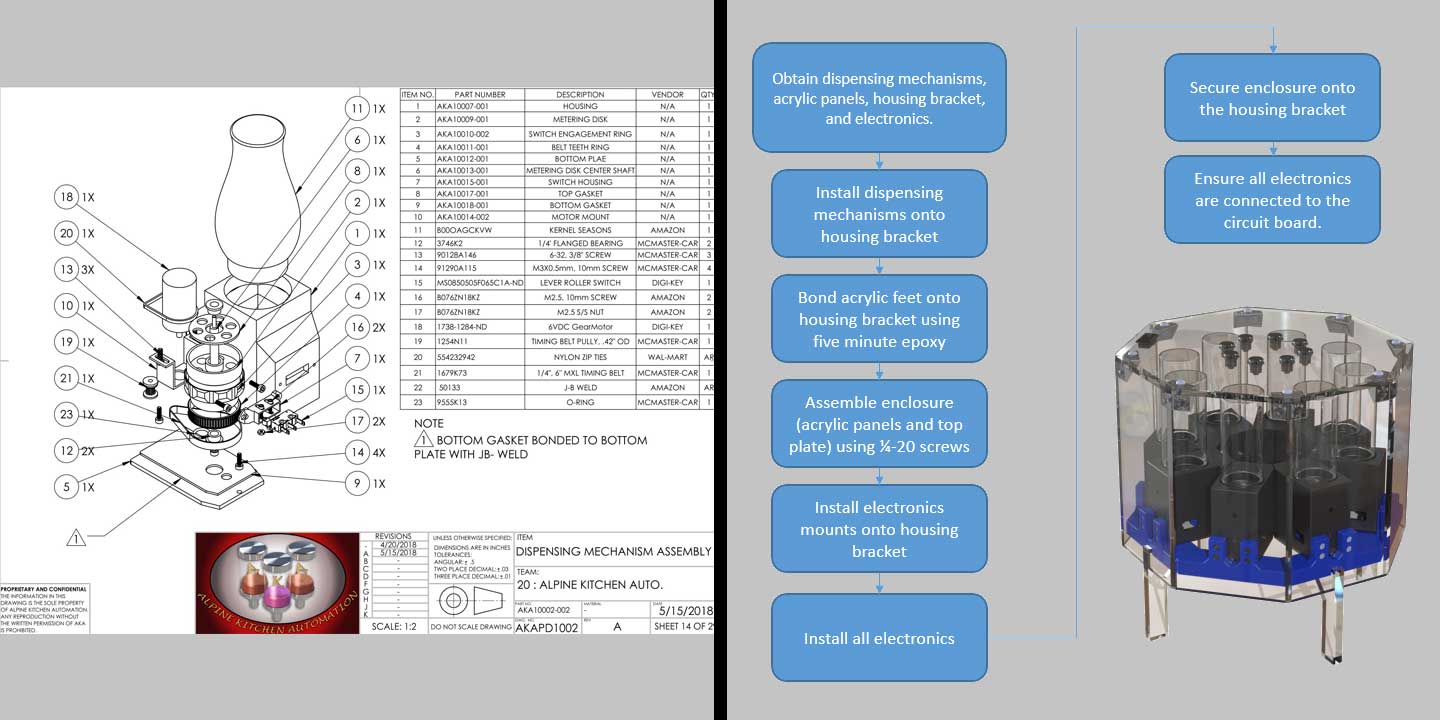 11 1X
6 1X
8 1X
2 1X
1 1X
3 1X
4 1X
16 2X
7 1X
15 1X
17 2X
14 4X
9 1X
18 1X
20 1X
13 3X
10 1X
19 1X
21 1X
23 1X
12 2X
5 1X
1
ITEM NO. PART NUMBER DESCRIPTION VENDOR QTY
1 AKA10007-001 HOUSING N/A 1
2 AKA10009-001 METERING DISK N/A 1
3 AKA10010-002 SWITCH ENGAGEMENT RING N/A 1
4 AKA10011-001 BELT TEETH RING N/A 1
5 AKA10012-001 BOTTOM PLAE N/A 1
6 AKA10013-001 METERING DISK CENTER SHAFT N/A 1
7 AKA10015-001 SWITCH HOUSING N/A 1
8 AKA10017-001 TOP GASKET N/A 1
9 AKA10018-001 BOTTOM GASKET N/A 1
10 AKA10014-002 MOTOR MOUNT N/A 1
11 B00OAGCKVW KERNEL SEASONS AMAZON 1
12 3746K2 1/4' FLANGED BEARING MCMASTER-CAR 2
13 90128A146 6-32, 3/8" SCREW MCMASTER-CAR 3
14 91290A115 M3X0.5mm, 10mm SCREW MCMASTER-CAR 4
15 MS0850505F065C1A-ND LEVER ROLLER SWITCH DIGI-KEY 1
16 B076ZN18KZ M2.5, 10mm SCREW AMAZON 2
17 B076ZN18KZ M2.5 S/S NUT AMAZON 2
18 1738-1284-ND 6VDC GearMotor DIGI-KEY 1
19 1254N11 TIMING BELT PULLY, .42" OD MCMASTER-CAR 1
20 554232942 NYLON ZIP TIES WAL-MART AR
21 1679K73 1/4", 6" MXL TIMING BELT MCMASTER-CAR 1
22 50133 J-B WELD AMAZON AR
23 9555K13 O-RING MCMASTER-CAR 1
NOTE
1 BOTTOM GASKET BONDED TO BOTTOM
PLATE WITH JB- WELD
PROPRIETARY AND CONFIDENTIAL
THE INFORMATION IN THIS
DRAWING IS THE SOLE PROPERTY
OF ALPINE KITCHEN AUTOMATION.
ANY REPRODUCTION WITHOUT
THE WRITTEN PERMISSION OF AKA
IS PROHIBITED.
A K A
ALPINE KITCHEN AUTOMATION
REVISIONS
- 4/20/2018
A 5/15/2018
B -
C -
D -
E -
F -
G -
H -
J -
K -
SCALE: 1:2
UNLESS OTHERWISE SPECIFIED:
DIMENSIONS ARE IN INCHES
TOLERANCES:
ANGULAR: ± .5
TWO PLACE DECIMAL: ±.03
THREE PLACE DECIMAL: ±.01
DO NOT SCALE DRAWING
ITEM
DISPENSING MECHANISM ASSEMBLY
TEAM:
20 : ALPINE KITCHEN AUTO.
PART NO. MATERIAL DATE
AKA10002-002 - 5/15/2018
DWG. NO. REV
AKAPD1002 A SHEET 14 OF 29
Obtain dispensing mechanisms,
acrylic panels, housing bracket,
and electronics.
Install dispensing
mechanisms onto
housing bracket
Bond acrylic feet onto
housing bracket using
five minute epoxy
Assemble enclosure
(acrylic panels and top
plate) using ¼-20 screws
Install electronics
mounts onto housing
bracket
Install all electronics
Secure enclosure onto
the housing bracket
Ensure all electronics
are connected to the
circuit board.